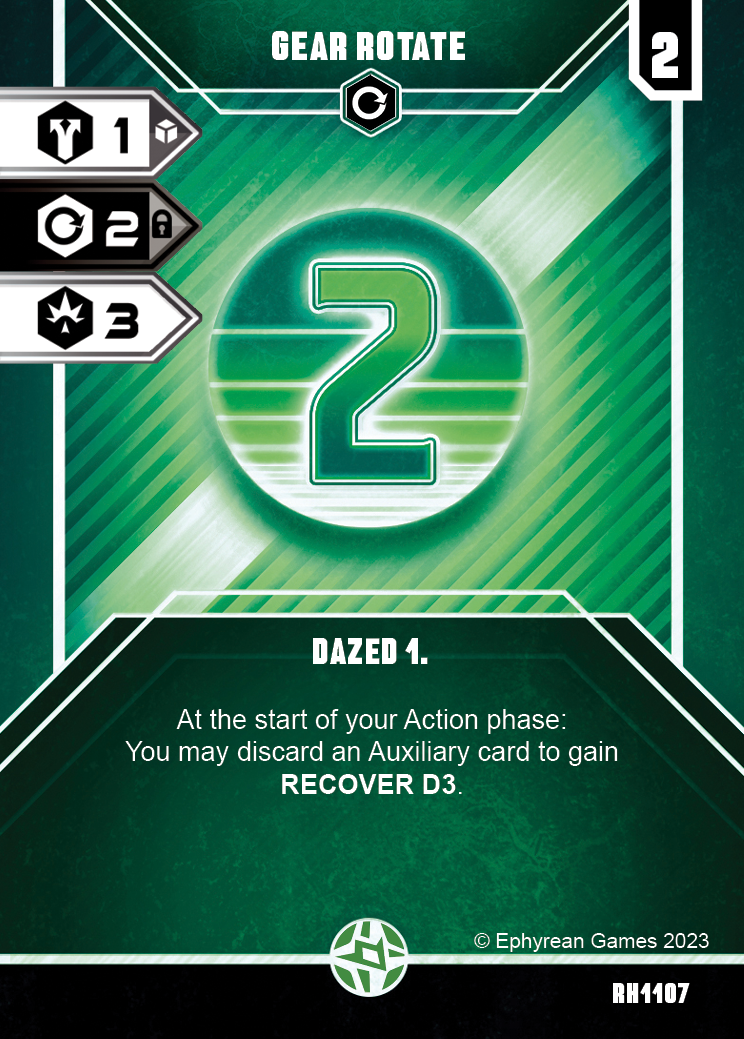 GEAR ROTATE
2
1
2
3
2
DAZED 1.
At the start of your Action phase:
You may discard an Auxiliary card to gain
RECOVER D3.
© Ephyrean Games 2023
RH1107